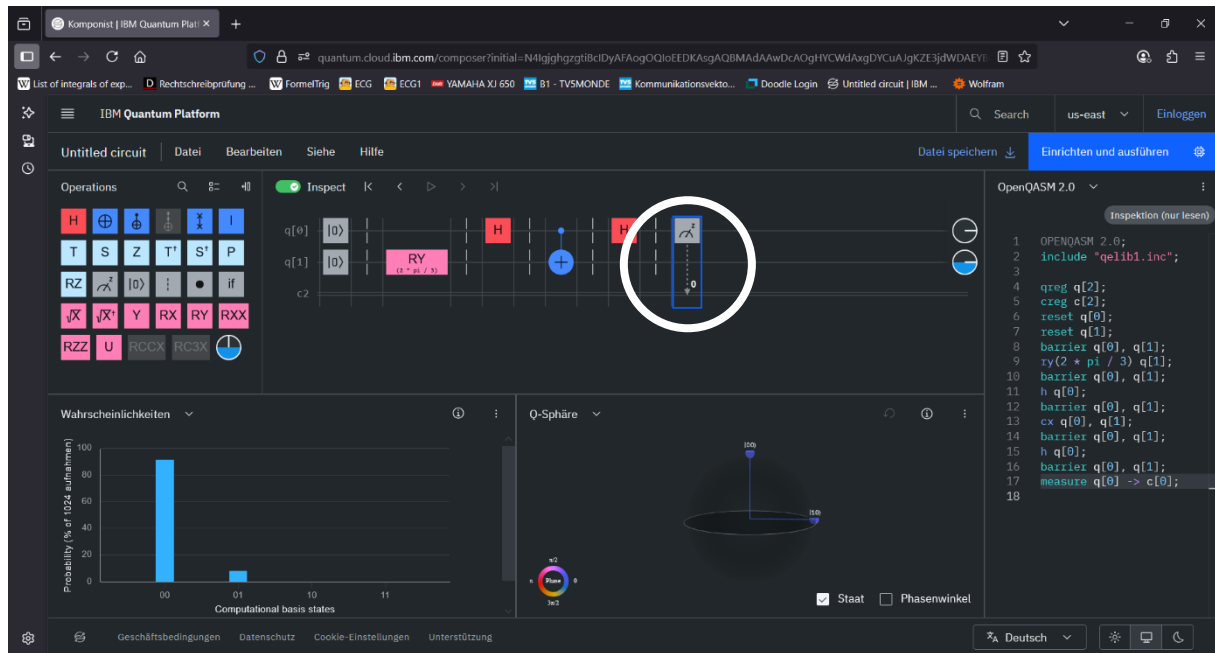 Komponist | IBM Quantum Plat
quantum.cloud.ibm.com/composer?initial=
List of integrals of exp... Rechtschreibprüfung ... FormelTrig ECG ECG1 YAMAHA XJ 650 B1 - TV5MONDE Kommunikationsvekto... Doodle Login Untitled circuit | IBM ... Wolfram
IBM Quantum Platform Search us-east Einloggen
Untitled circuit Datei Bearbeiten Siehe Hilfe Datei speichern Einrichten und ausführen
Operations Inspect OpenQASM 2.0
Inspektion (nur lesen)
H I
T S Z T† S† P
RZ z |0⟩ if
√X √X† Y RX RY RXX
RZZ U RCCX RC3X
q[0] |0⟩ H H z
q[1] |0⟩ RY
(2 * pi / 3)
c2 0
1 OPENQASM 2.0;
2 include "qelib1.inc";
3
4 qreg q[2];
5 creg c[2];
6 reset q[0];
7 reset q[1];
8 barrier q[0], q[1];
9 ry(2 * pi / 3) q[1];
10 barrier q[0], q[1];
11 h q[0];
12 barrier q[0], q[1];
13 cx q[0], q[1];
14 barrier q[0], q[1];
15 h q[0];
16 barrier q[0], q[1];
17 measure q[0] -> c[0];
18
Wahrscheinlichkeiten
Probability (% of 1024 aufnahmen)
100
80
60
40
20
0
00 01 10 11
Computational basis states
Q-Sphäre
|00⟩
|10⟩
π/2
π Phase 0
3π/2
Staat Phasenwinkel
Geschäftsbedingungen Datenschutz Cookie-Einstellungen Unterstützung
Deutsch